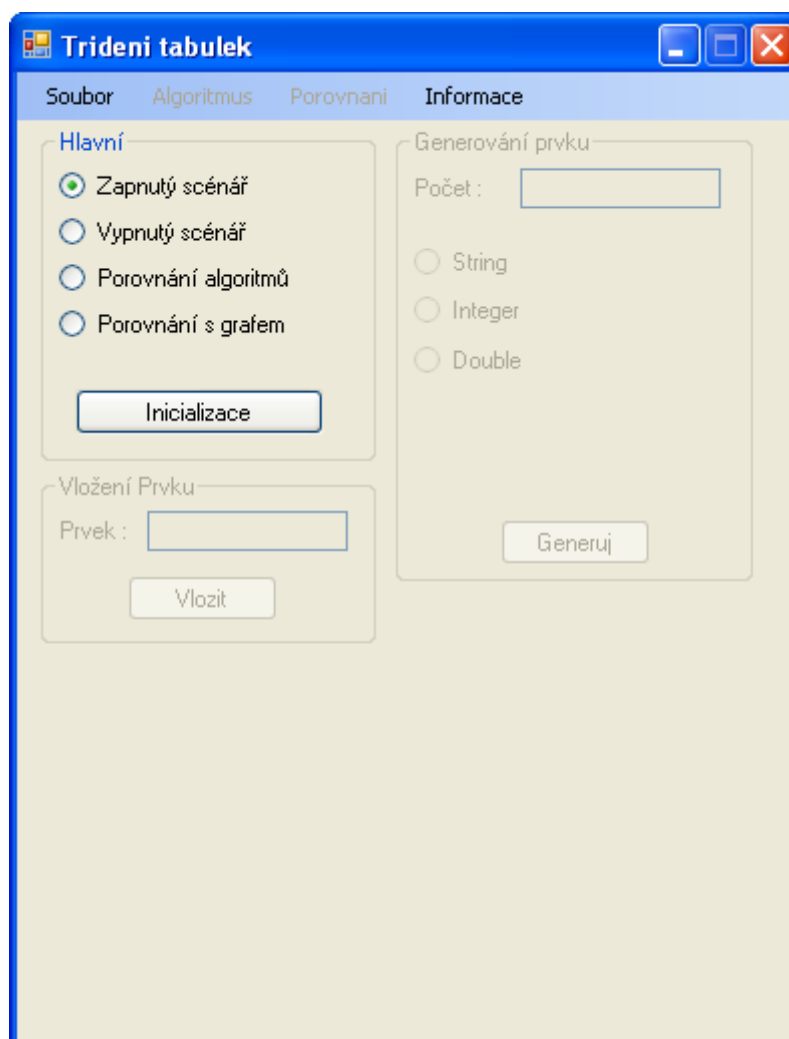 Trideni tabulek
Soubor Algoritmus Porovnani Informace
Hlavní
Zapnutý scénář
Vypnutý scénář
Porovnání algoritmů
Porovnání s grafem
Inicializace
Generování prvku
Počet :
String
Integer
Double
Generuj
Vložení Prvku
Prvek :
Vlozit